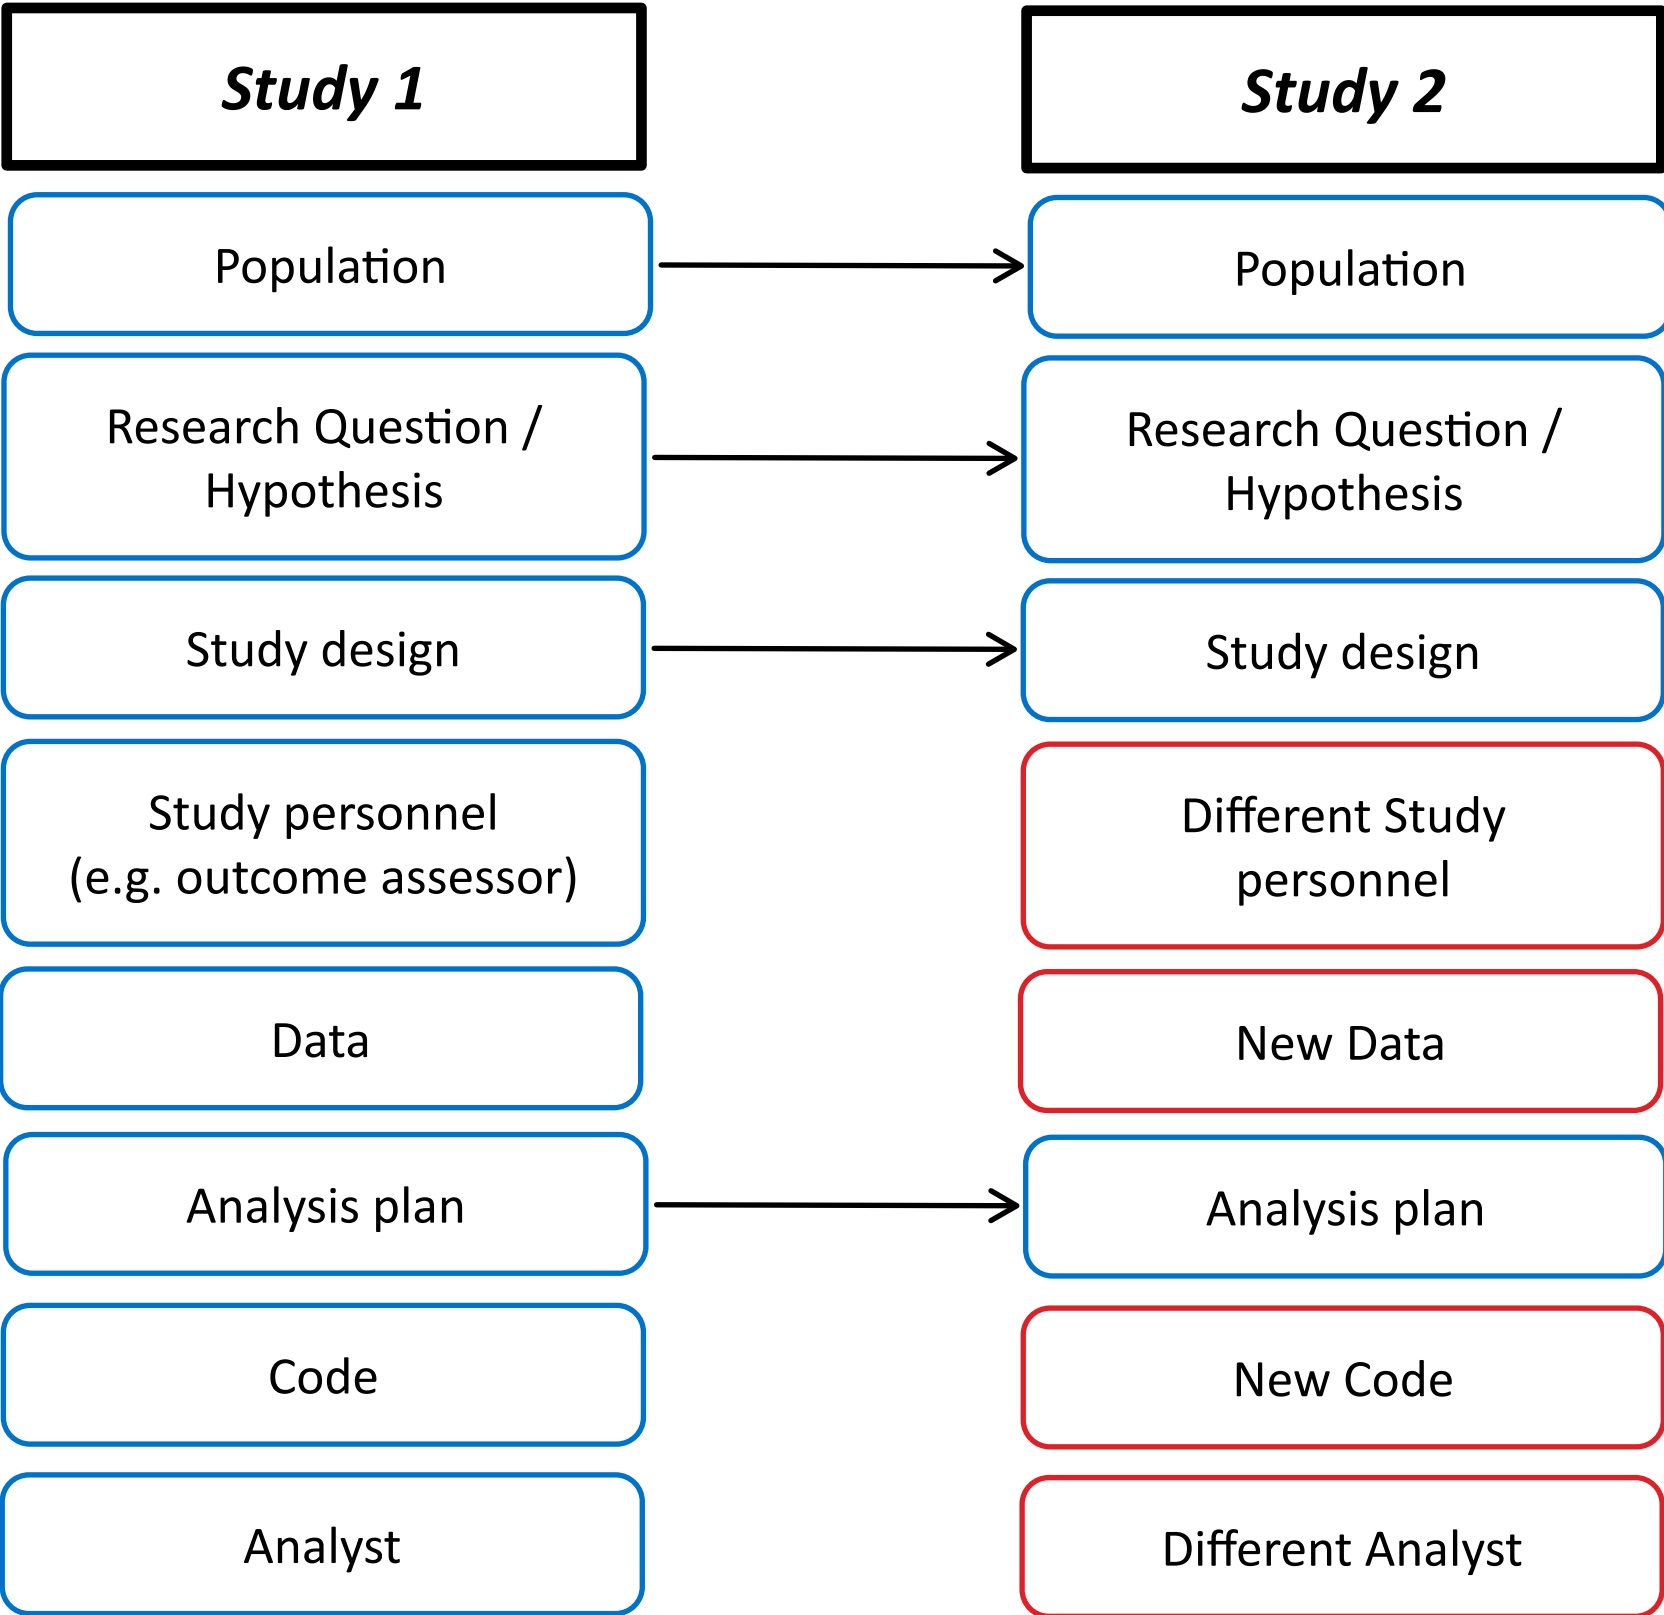 Study 1
Study 2
Population
Population
Research Question /
Hypothesis
Research Question /
Hypothesis
Study design
Study design
Study personnel
(e.g. outcome assessor)
Different Study
personnel
Data
New Data
Analysis plan
Analysis plan
Code
New Code
Analyst
Different Analyst